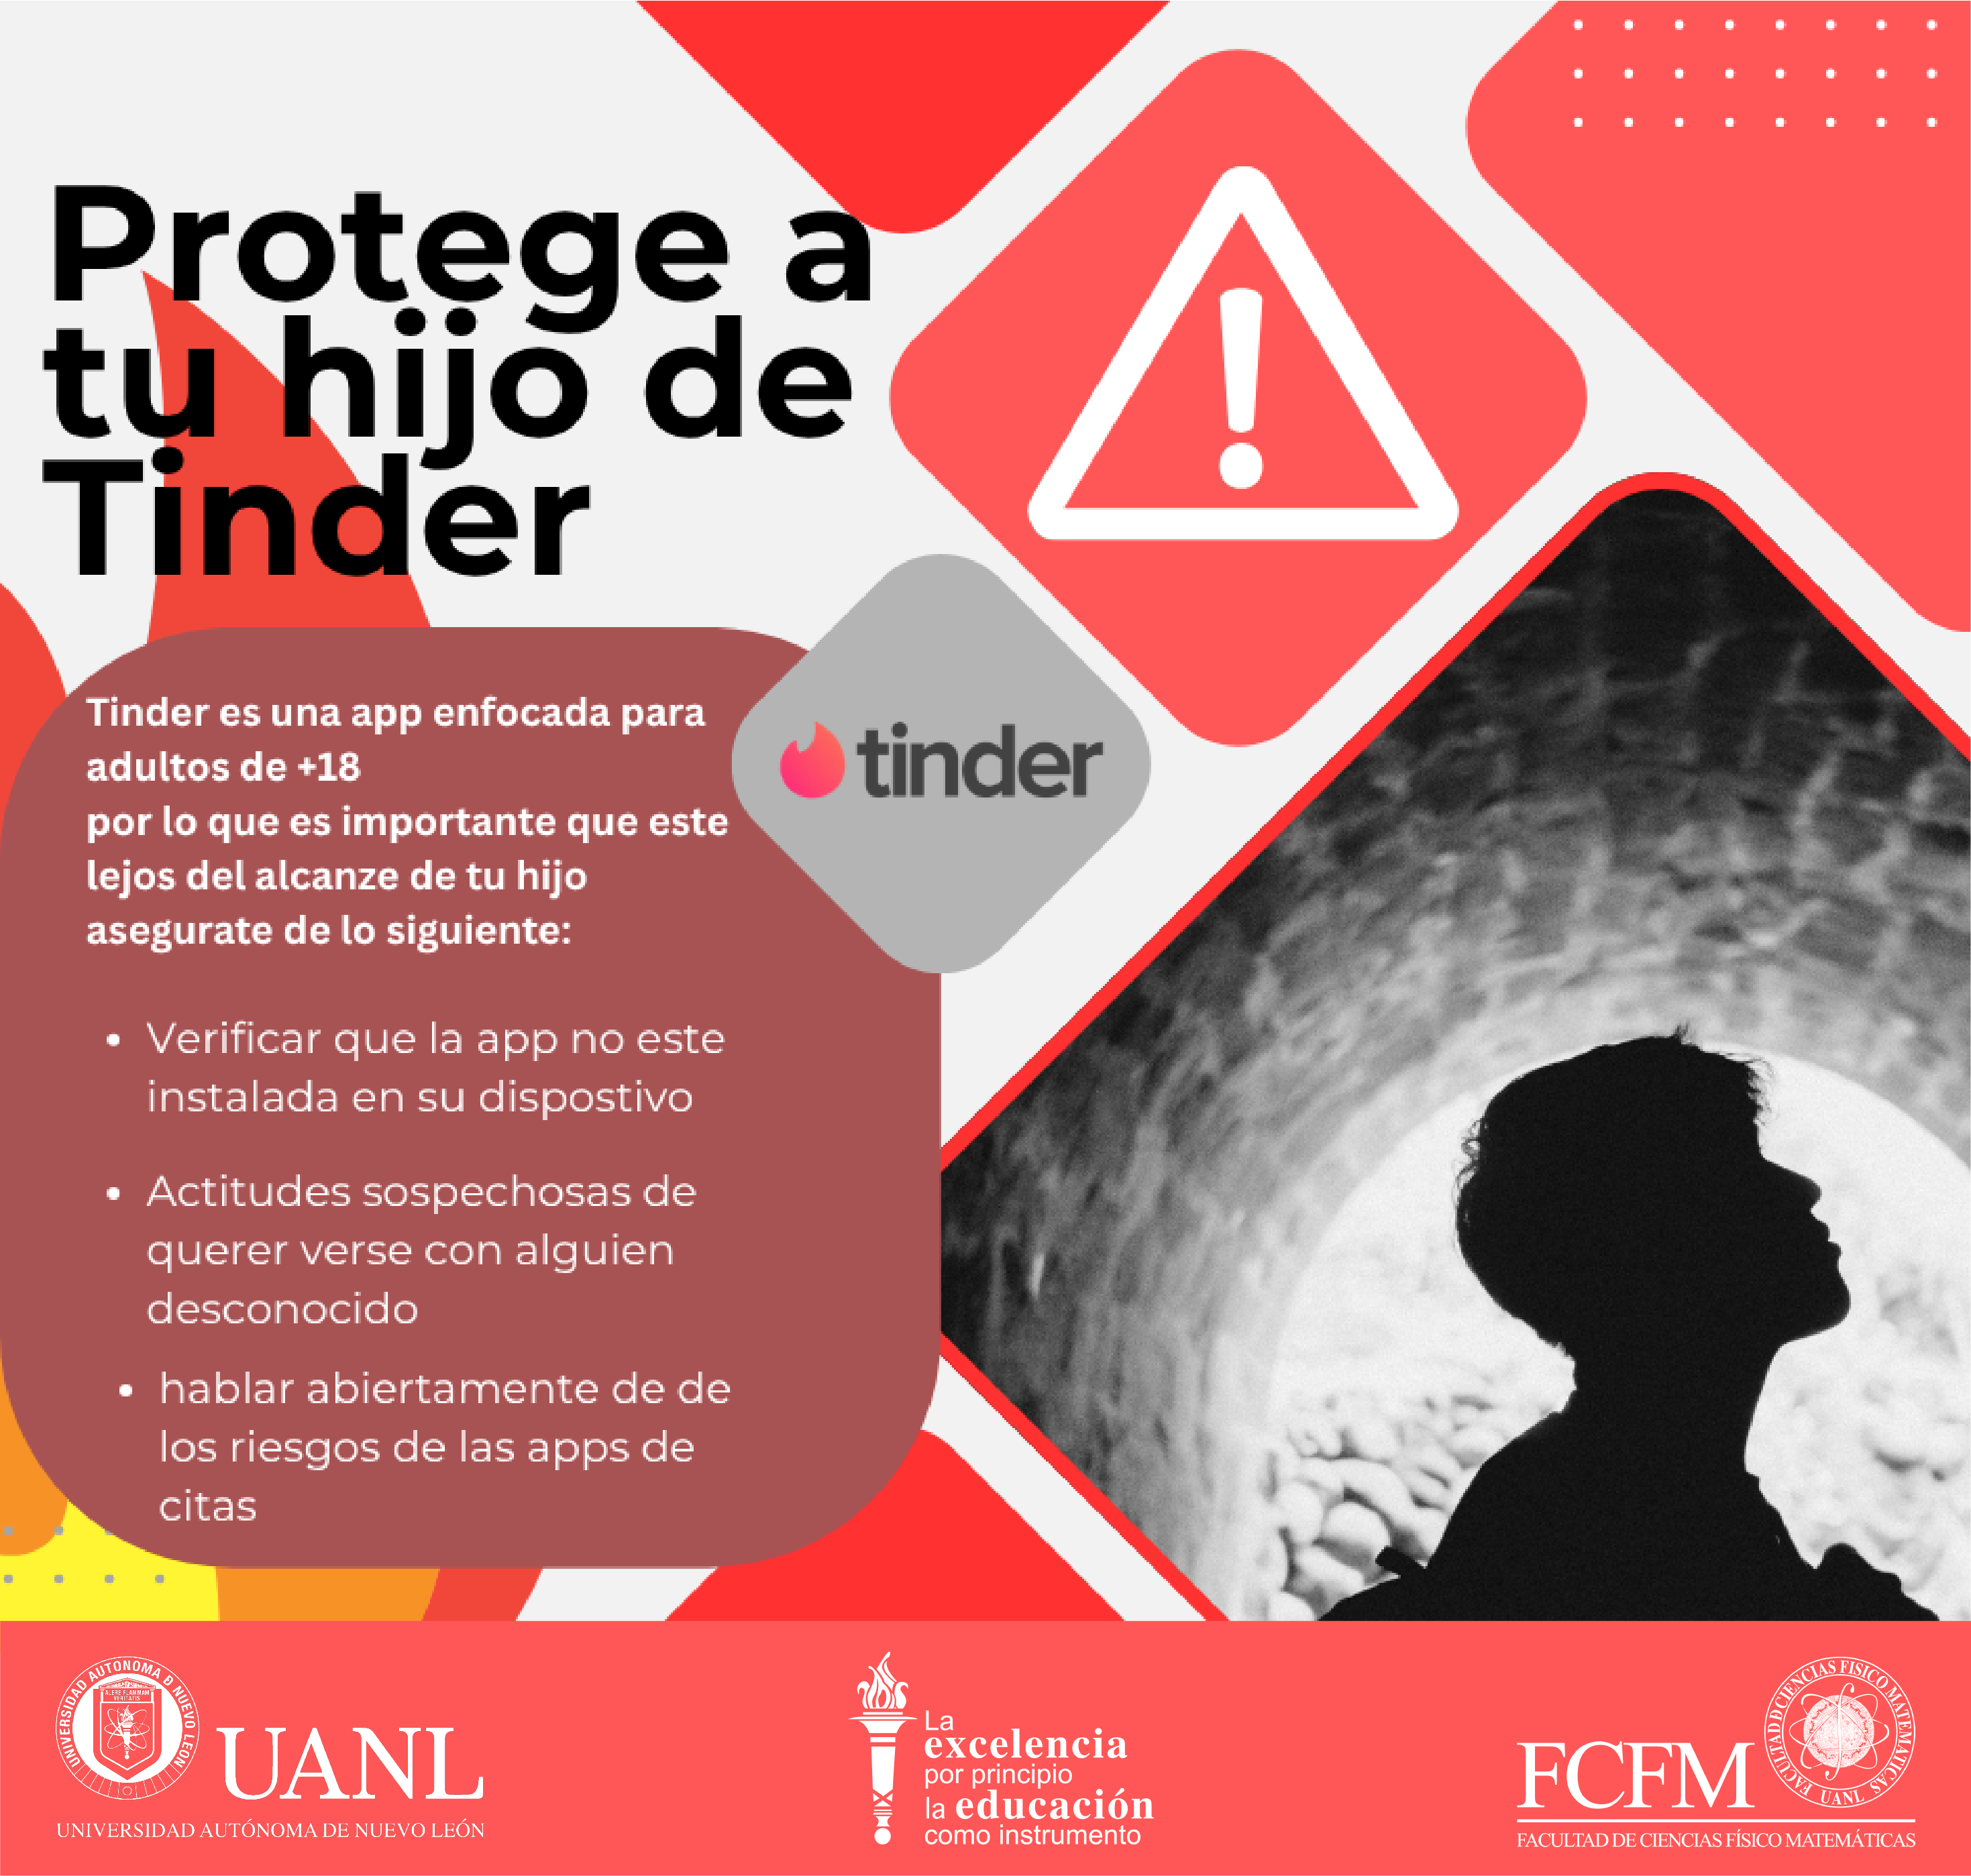 Protege a
tu hijo de
Tinder
tinder
Tinder es una app enfocada para
adultos de +18
por lo que es importante que este
lejos del alcanze de tu hijo
asegurate de lo siguiente:
• Verificar que la app no este
instalada en su dispostivo
• Actitudes sospechosas de
querer verse con alguien
desconocido
• hablar abiertamente de de
los riesgos de las apps de
citas
UNIVERSIDAD AUTONOMA D NUEVO LEON
ALERE FLAMMAM
VERITATIS
UANL
UNIVERSIDAD AUTÓNOMA DE NUEVO LEÓN
La
excelencia
por principio
la educación
como instrumento
FCFM
FACULTAD D CIENCIAS FISICO MATEMATICAS
UANL
FACULTAD DE CIENCIAS FÍSICO MATEMÁTICAS